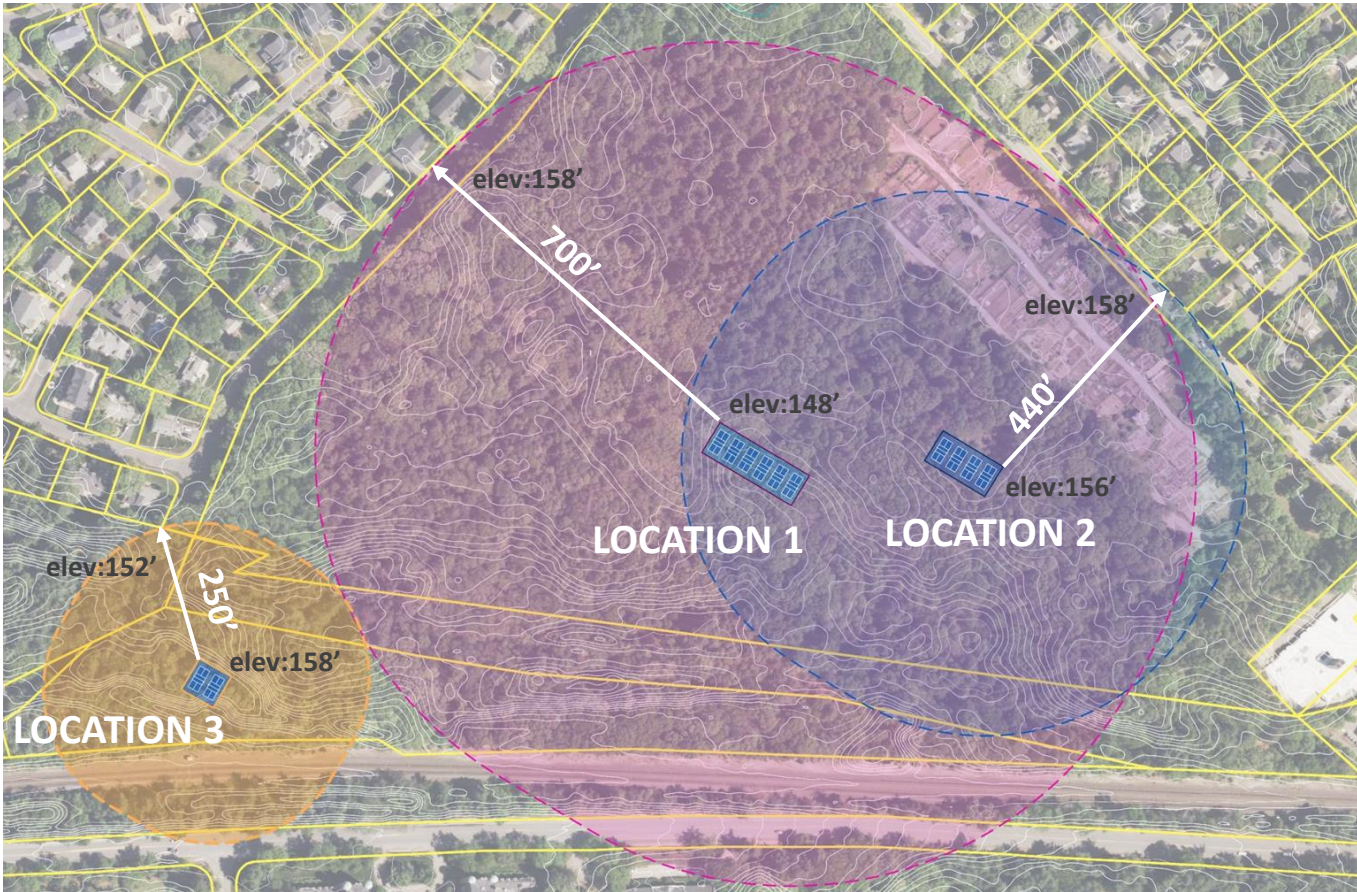 elev:158’
700’
elev:158’
elev:148’
440’
elev:156’
LOCATION 1
LOCATION 2
elev:152’
250’
elev:158’
LOCATION 3